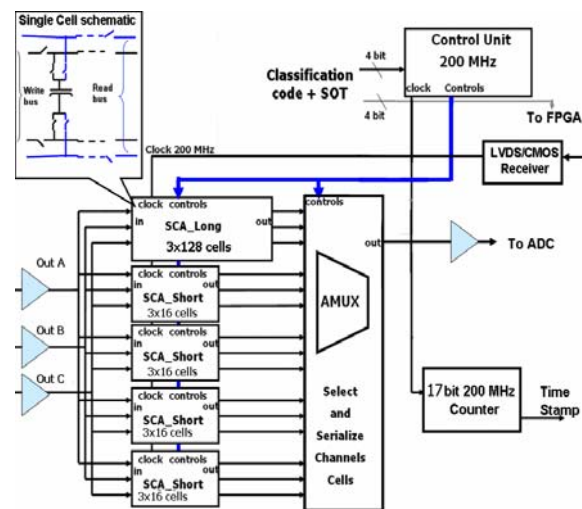 Single Cell schematic
Write bus
Read bus
4 bit
Classification code + SOT
4 bit
Control Unit
200 MHz
clock Controls
To FPGA
Clock 200 MHz
LVDS/CMOS
Receiver
clock controls
in
out
SCA_Long
3x128 cells
controls
out
To ADC
AMUX
Select
and
Serialize
Channels
Cells
Out A
clock controls
in
out
SCA_Short
3x16 cells
Out B
clock controls
in
out
SCA_Short
3x16 cells
Out C
clock controls
in
out
SCA_Short
3x16 cells
clock controls
in
out
SCA_Short
3x16 cells
17bit 200 MHz
Counter
Time
Stamp